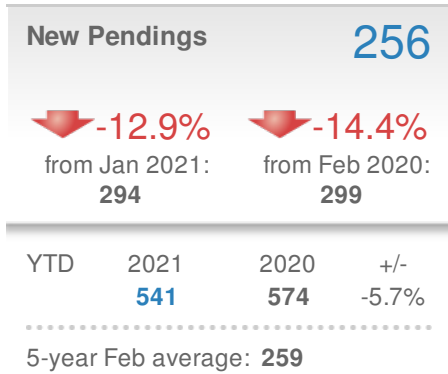 New Pendings 256
-12.9% -14.4%
from Jan 2021: from Feb 2020:
294 299
YTD 2021 2020 +/-
541 574 -5.7%
5-year Feb average: 259